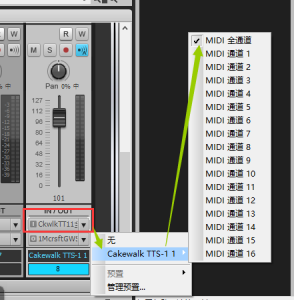 R W
R W
M S
Pan 0% 中
127
112
96
80
64
48
32
16
0
101
T
IN / OUT
CkwlkTT11
1McrsftGW
Cakewalk TTS-1 1
8
无
Cakewalk TTS-1 1
预置
管理预置...
MIDI 全通道
MIDI 通道 1
MIDI 通道 2
MIDI 通道 3
MIDI 通道 4
MIDI 通道 5
MIDI 通道 6
MIDI 通道 7
MIDI 通道 8
MIDI 通道 9
MIDI 通道 10
MIDI 通道 11
MIDI 通道 12
MIDI 通道 13
MIDI 通道 14
MIDI 通道 15
MIDI 通道 16